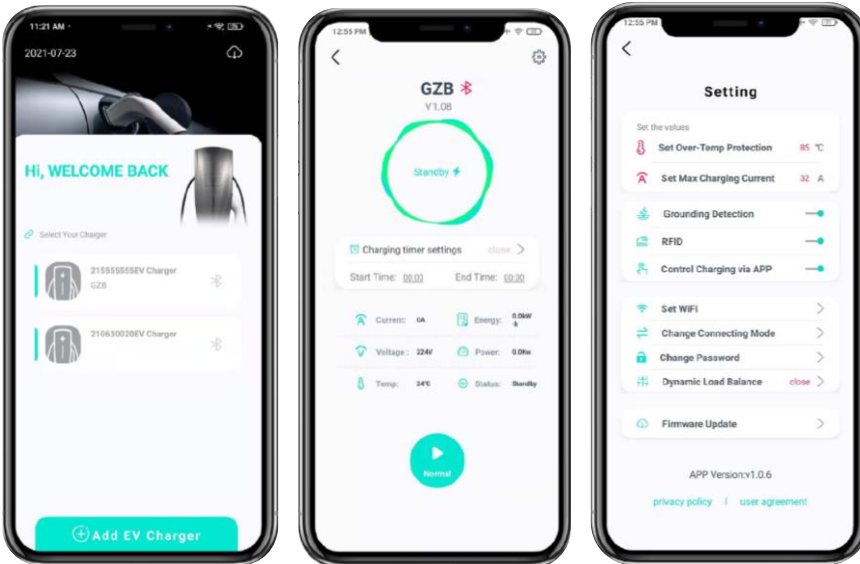 11:21 AM
2021-07-23
Hi, WELCOME BACK
Select Your Charger
215555555EV Charger
GZB
210630020EV Charger
Add EV Charger
12:55 PM
GZB
V1.08
Standby
Charging timer settings close
Start Time: 00:00 End Time: 00:00
Current: 0A Energy: 0.0kW
·h
Voltage : 224V Power: 0.0Kw
Temp: 34℃ Status: Standby
Normal
12:55 PM
Setting
Set the values
Set Over-Temp Protection 85 ℃
Set Max Charging Current 32 A
Grounding Detection
RFID
Control Charging via APP
Set WiFi
Change Connecting Mode
Change Password
Dynamic Load Balance close
Firmware Update
APP Version:v1.0.6
privacy policy | user agreement